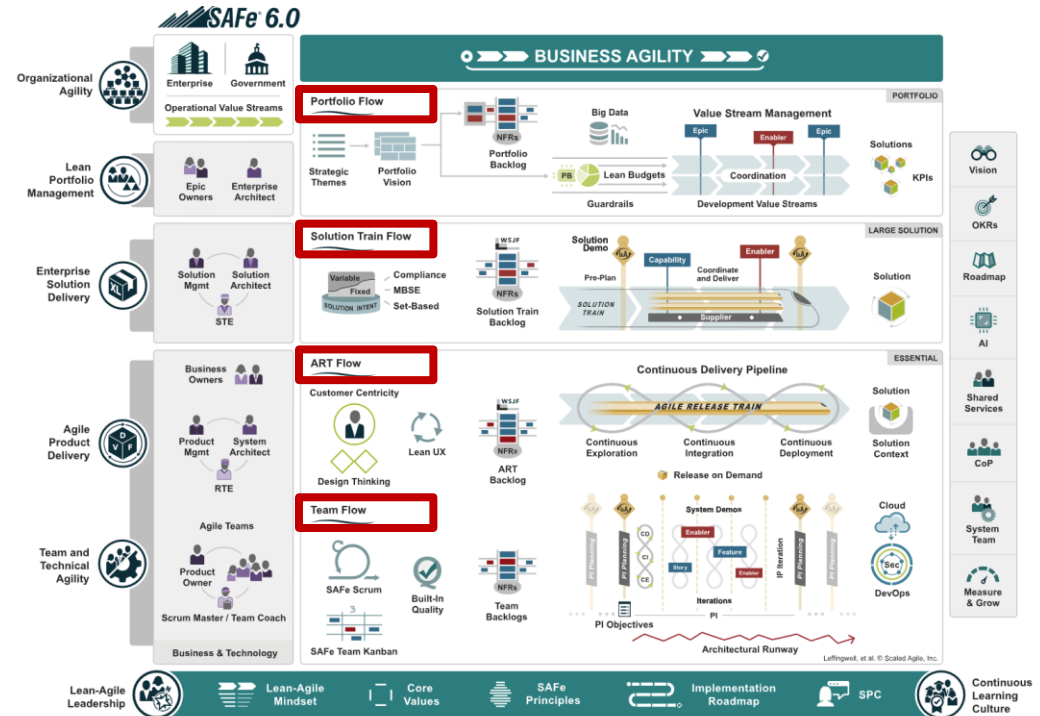 SAFe® 6.0
BUSINESS AGILITY
Organizational
Agility
Enterprise
Government
Operational Value Streams
Portfolio Flow
PORTFOLIO
Strategic
Themes
Portfolio
Vision
NFRs
Portfolio
Backlog
Big Data
PB
Lean Budgets
Guardrails
Value Stream Management
Epic
Enabler
Epic
Coordination
Development Value Streams
Solutions
KPIs
Lean
Portfolio
Management
Epic
Owners
Enterprise
Architect
Vision
OKRs
Roadmap
AI
Shared
Services
CoP
System
Team
Measure
& Grow
Enterprise
Solution
Delivery
XL
Solution
Mgmt
Solution
Architect
STE
Solution Train Flow
LARGE SOLUTION
Variable
Fixed
SOLUTION INTENT
Compliance
MBSE
Set-Based
WSJF
NFRs
Solution Train
Backlog
Solution
Demo
Pre-Plan
Capability
Coordinate
and Deliver
Enabler
SOLUTION
TRAIN
Supplier
Solution
Agile
Product
Delivery
D
V
F
Business
Owners
Product
Mgmt
System
Architect
RTE
ART Flow
ESSENTIAL
Customer Centricity
Lean UX
Design Thinking
WSJF
NFRs
ART
Backlog
Continuous Delivery Pipeline
AGILE RELEASE TRAIN
Continuous
Exploration
Continuous
Integration
Continuous
Deployment
Release on Demand
Solution
Solution
Context
Team and
Technical
Agility
Agile Teams
Product
Owner
Scrum Master / Team Coach
Business & Technology
Team Flow
SAFe Scrum
Built-In
Quality
3
SAFe Team Kanban
NFRs
Team
Backlogs
System Demos
PI Planning
PI Planning
CD
CI
CE
Enabler
Story
Feature
Enabler
IP Iteration
PI Planning
PI Planning
Iterations
PI
PI Objectives
Architectural Runway
Cloud
Sec
DevOps
Leffingwell, et al. © Scaled Agile, Inc.
Lean-Agile
Leadership
Lean-Agile
Mindset
Core
Values
SAFe
Principles
Implementation
Roadmap
SPC
Continuous
Learning
Culture